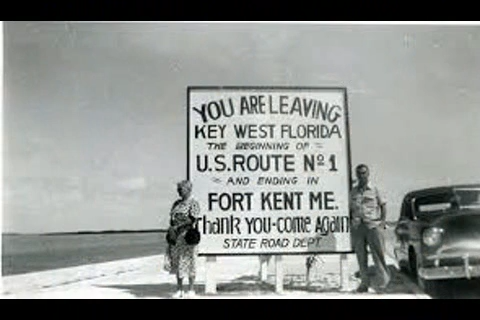 YOU ARE LEAVING
KEY WEST FLORIDA
THE BEGINNING OF
U.S. ROUTE Nº 1
AND ENDING IN
FORT KENT ME.
Thank You-Come Again
STATE ROAD DEPT.